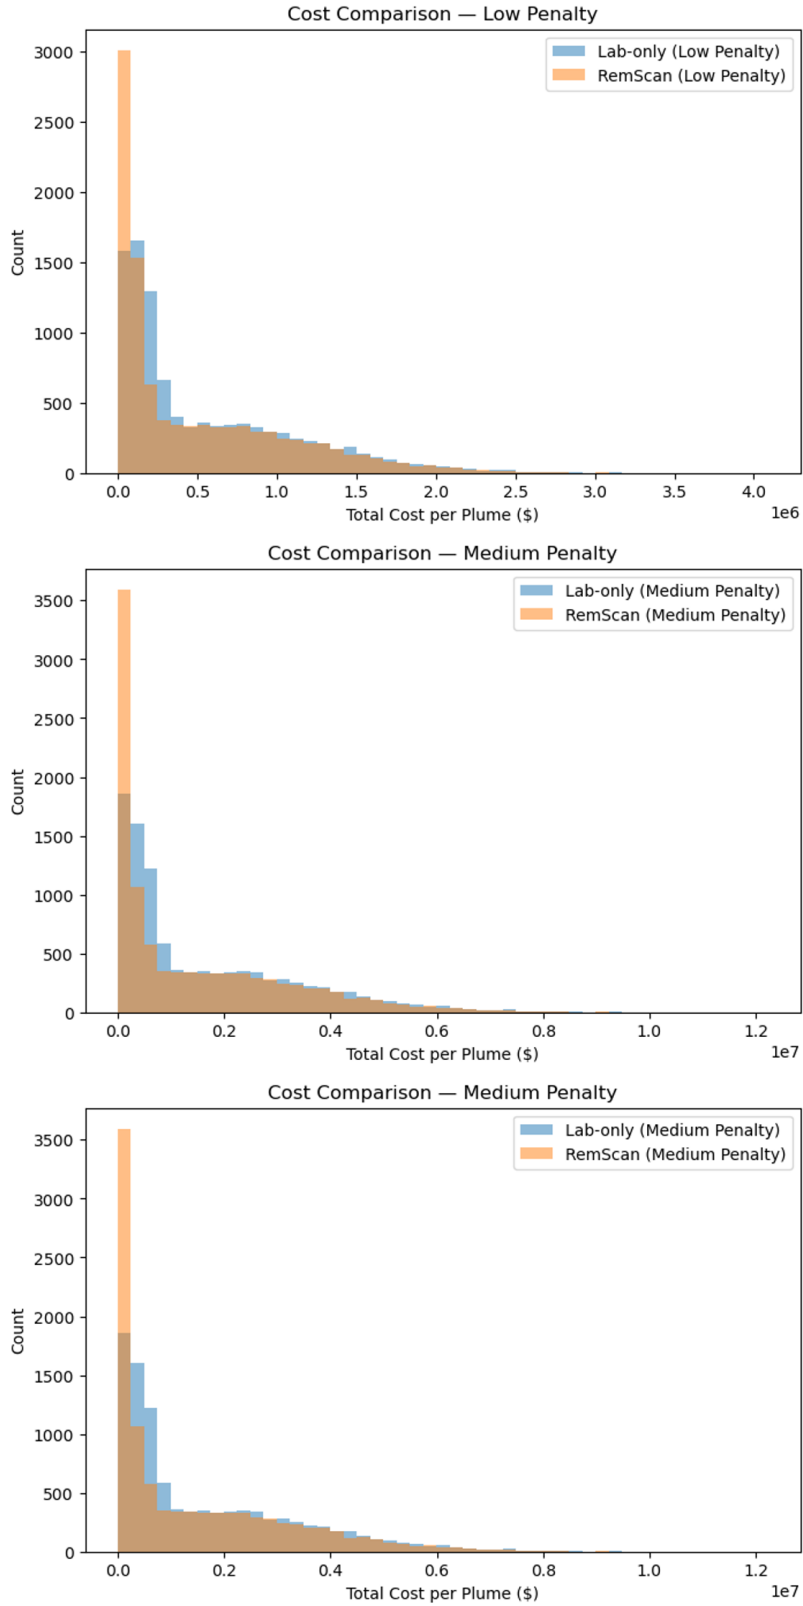 Cost Comparison — Low Penalty
Lab-only (Low Penalty)
RemScan (Low Penalty)
3000
2500
2000
1500
1000
500
0
Count
0.0 0.5 1.0 1.5 2.0 2.5 3.0 3.5 4.0
1e6
Total Cost per Plume ($)
Cost Comparison — Medium Penalty
Lab-only (Medium Penalty)
RemScan (Medium Penalty)
3500
3000
2500
2000
1500
1000
500
0
Count
0.0 0.2 0.4 0.6 0.8 1.0 1.2
1e7
Total Cost per Plume ($)
Cost Comparison — Medium Penalty
Lab-only (Medium Penalty)
RemScan (Medium Penalty)
3500
3000
2500
2000
1500
1000
500
0
Count
0.0 0.2 0.4 0.6 0.8 1.0 1.2
1e7
Total Cost per Plume ($)